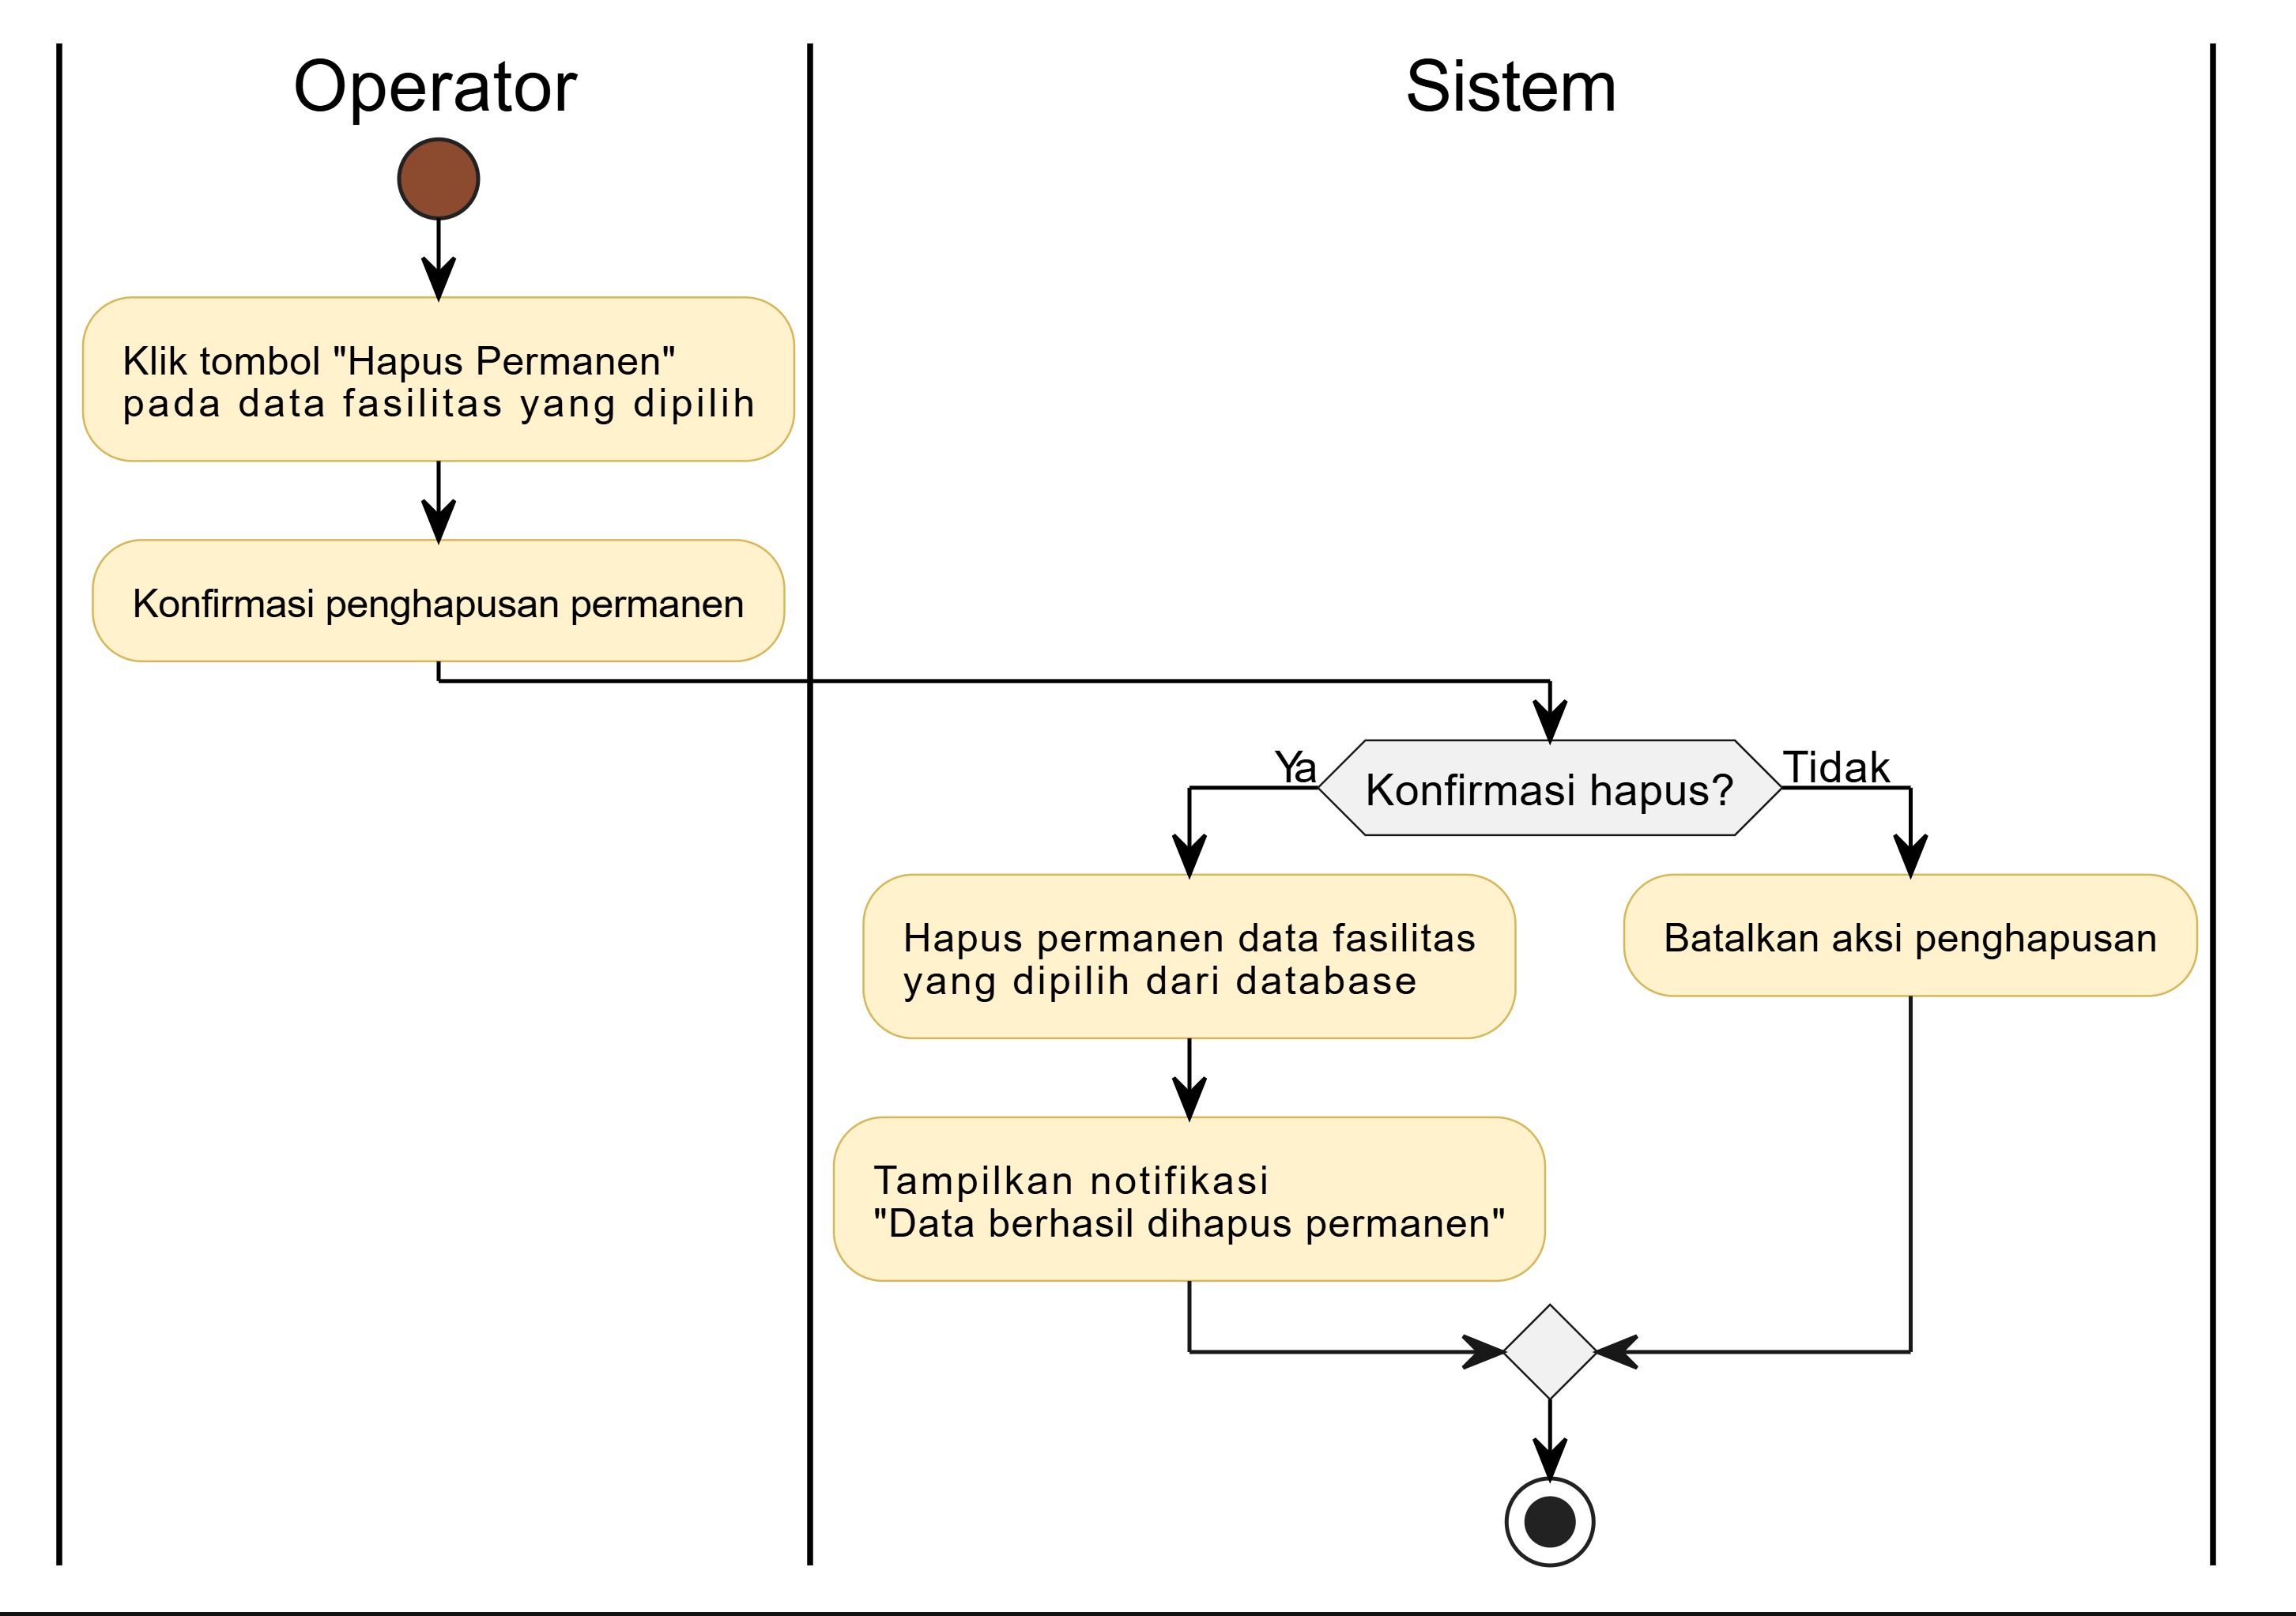 Operator
Sistem
Klik tombol "Hapus Permanen"
pada data fasilitas yang dipilih
Konfirmasi penghapusan permanen
Ya
Konfirmasi hapus?
Tidak
Hapus permanen data fasilitas
yang dipilih dari database
Batalkan aksi penghapusan
Tampilkan notifikasi
"Data berhasil dihapus permanen"